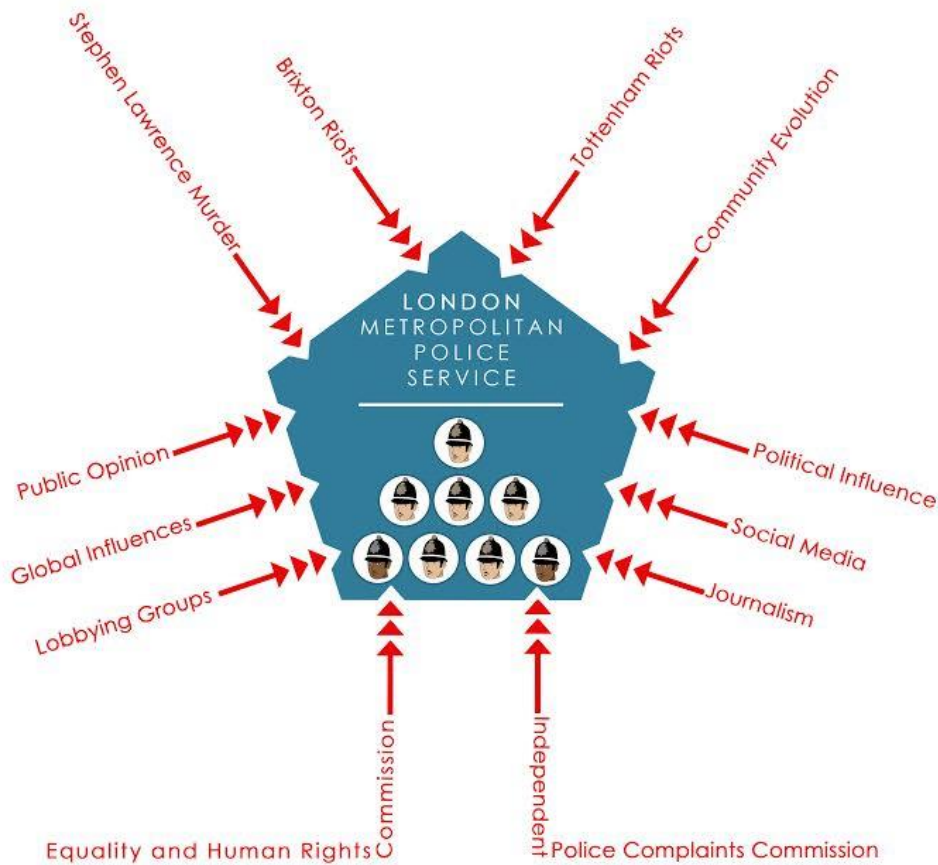 Stephen Lawrence Murder
Brixton Riots
Tottenham Riots
Community Evolution
LONDON
METROPOLITAN
POLICE
SERVICE
Public Opinion
Global Influences
Lobbying Groups
Political Influence
Social Media
Journalism
Equality and Human Rights Commission
Independent Police Complaints Commission